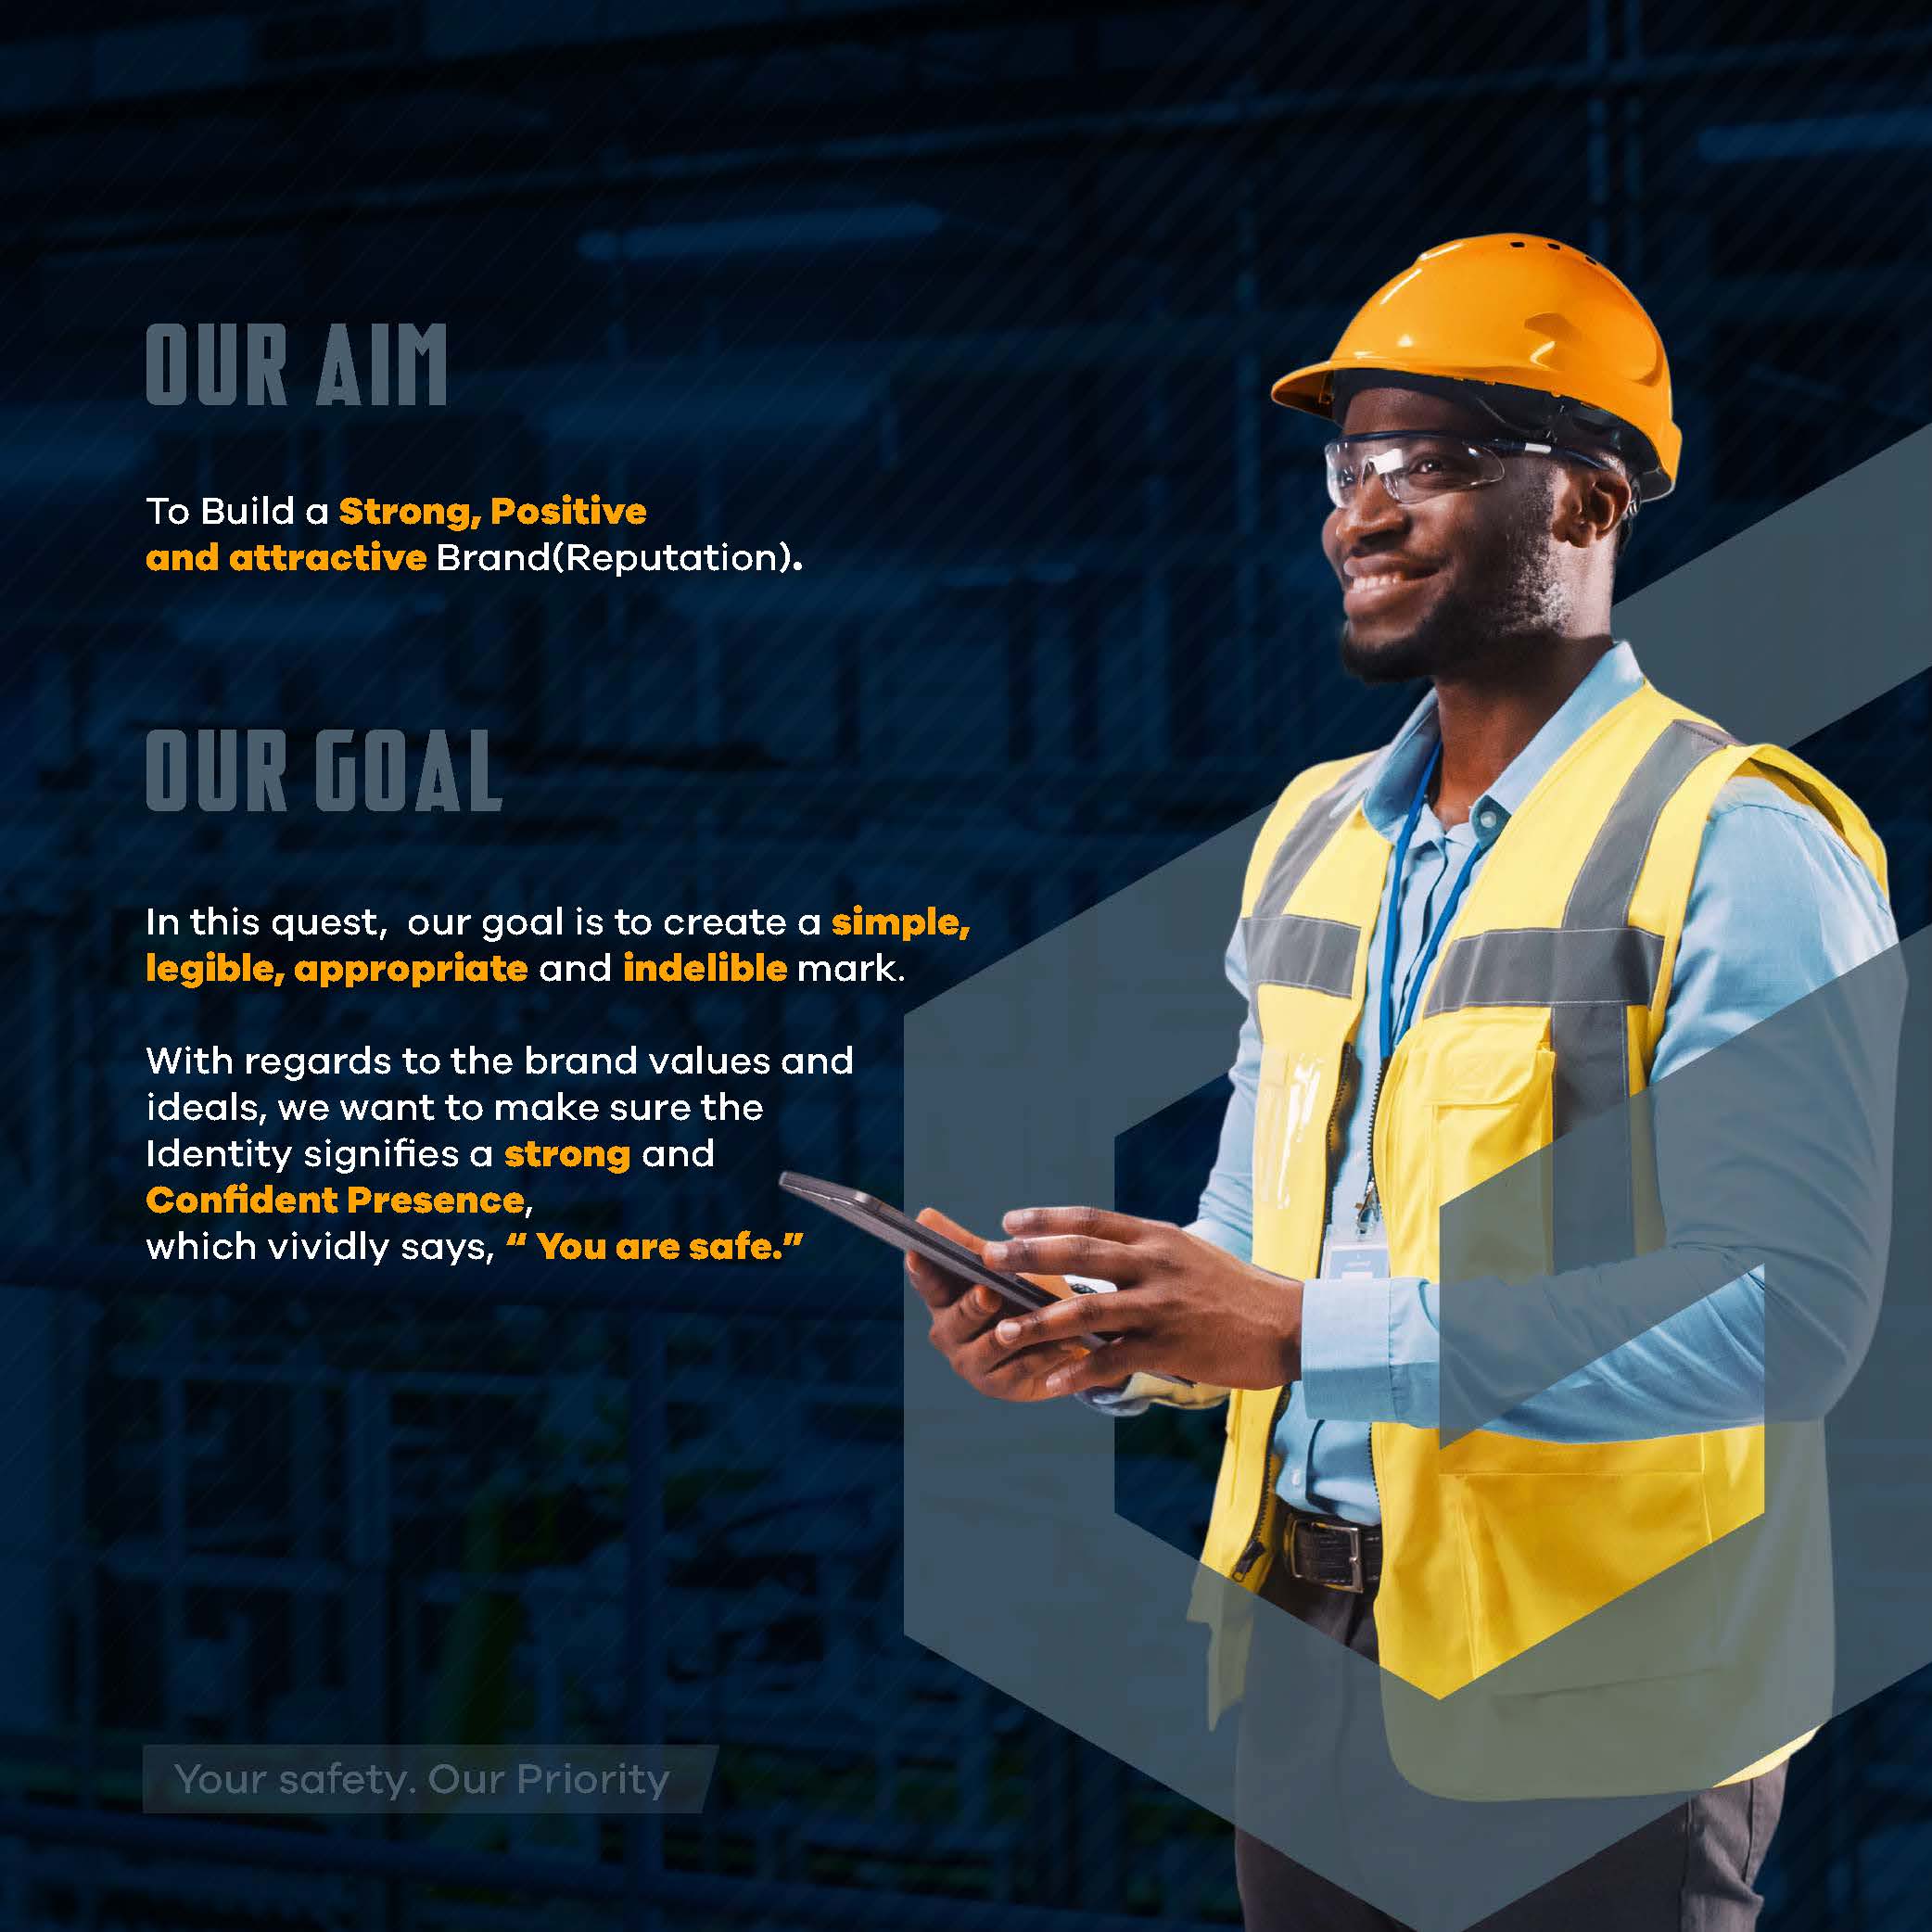 OUR AIM
To Build a Strong, Positive
and attractive Brand(Reputation).
OUR GOAL
In this quest, our goal is to create a simple,
legible, appropriate and indelible mark.
With regards to the brand values and
ideals, we want to make sure the
Identity signifies a strong and
Confident Presence,
which vividly says, “ You are safe.”
Your safety. Our Priority